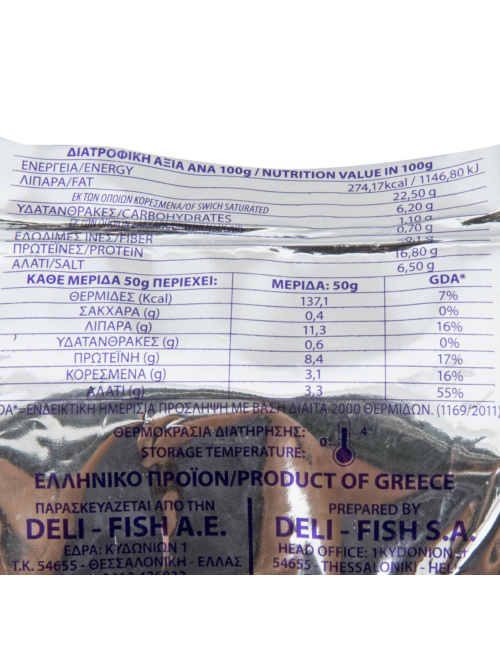 ΔΙΑΤΡΟΦΙΚΗ ΑΞΙΑ ΑΝΑ 100g / NUTRITION VALUE IN 100g
ΕΝΕΡΓΕΙΑ/ENERGY 274,17kcal / 1146,80 kJ
ΛΙΠΑΡΑ/FAT 22,50 g
ΕΚ ΤΩΝ ΟΠΟΙΩΝ ΚΟΡΕΣΜΕΝΑ/OF SWICH SATURATED 6,20 g
ΥΔΑΤΑΝΘΡΑΚΕΣ/CARBOHYDRATES 1,10 g
0,70 g
ΕΔΩΔΙΜΕΣ ΙΝΕΣ/FIBER
ΠΡΩΤΕΪΝΕΣ/PROTEIN 16,80 g
ΑΛΑΤΙ/SALT 6,50 g
ΚΑΘΕ ΜΕΡΙΔΑ 50g ΠΕΡΙΕΧΕΙ: ΜΕΡΙΔΑ: 50g GDA*
ΘΕΡΜΙΔΕΣ (Kcal) 137,1 7%
ΣΑΚΧΑΡΑ (g) 0,4 0%
ΛΙΠΑΡΑ (g) 11,3 16%
ΥΔΑΤΑΝΘΡΑΚΕΣ (g) 0,6 0%
ΠΡΩΤΕΪΝΗ (g) 8,4 17%
ΚΟΡΕΣΜΕΝΑ (g) 3,1 16%
ΑΛΑΤΙ (g) 3,3 55%
DA*=ΕΝΔΕΙΚΤΙΚΗ ΗΜΕΡΗΣΙΑ ΠΡΟΣΛΗΨΗ ΜΕ ΒΑΣΗ ΔΙΑΙΤΑ 2000 ΘΕΡΜΙΔΩΝ. (1169/2011)
ΘΕΡΜΟΚΡΑΣΙΑ ΔΙΑΤΗΡΗΣΗΣ:
STORAGE TEMPERATURE: 0° 4°
ΕΛΛΗΝΙΚΟ ΠΡΟΪΟΝ/PRODUCT OF GREECE
ΠΑΡΑΣΚΕΥΑΖΕΤΑΙ ΑΠΟ ΤΗΝ PREPARED BY
DELI - FISH A.E. DELI - FISH S.A.
ΕΔΡΑ: ΚΥΔΩΝΙΩΝ 1 HEAD OFFICE: 1KYDONION
Τ.Κ. 54655 - ΘΕΣΣΑΛΟΝΙΚΗ - ΕΛΛΑΣ 54655 - THESSALONIKI - HEL